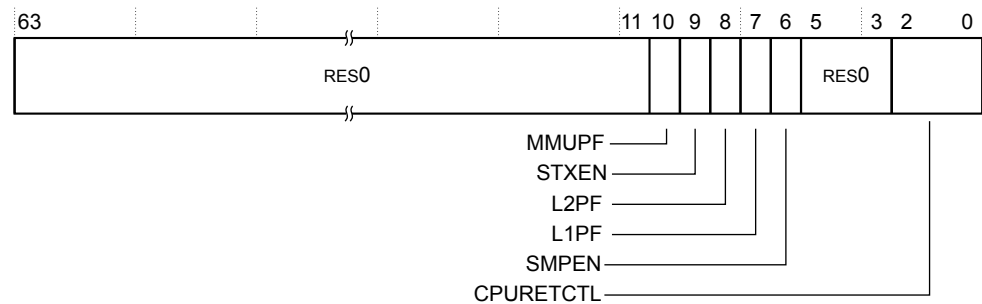 63 11 10 9 8 7 6 5 3 2 0
RES0 RES0
MMUPF
STXEN
L2PF
L1PF
SMPEN
CPURETCTL